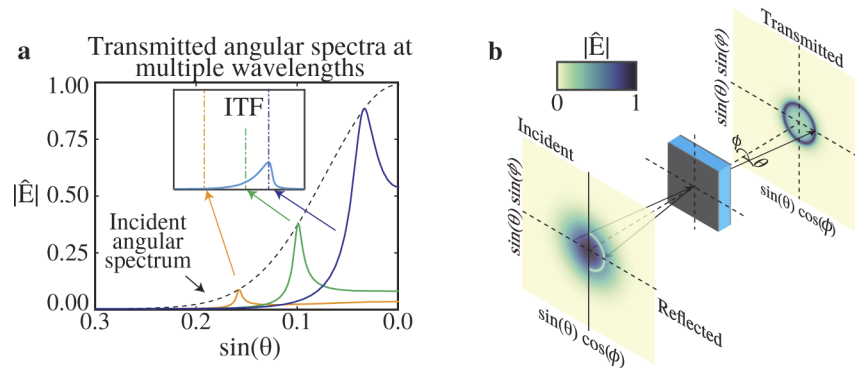 a
Transmitted angular spectra at
multiple wavelengths
1.00
0.75
0.50
0.25
0.00
|Ê|
ITF
Incident
angular
spectrum
0.3
0.2
0.1
0.0
sin(θ)
b
|Ê|
0
1
Transmitted
sin(θ) sin(ϕ)
ϕ
θ
sin(θ) cos(ϕ)
Incident
sin(θ) sin(ϕ)
Reflected
sin(θ) cos(ϕ)